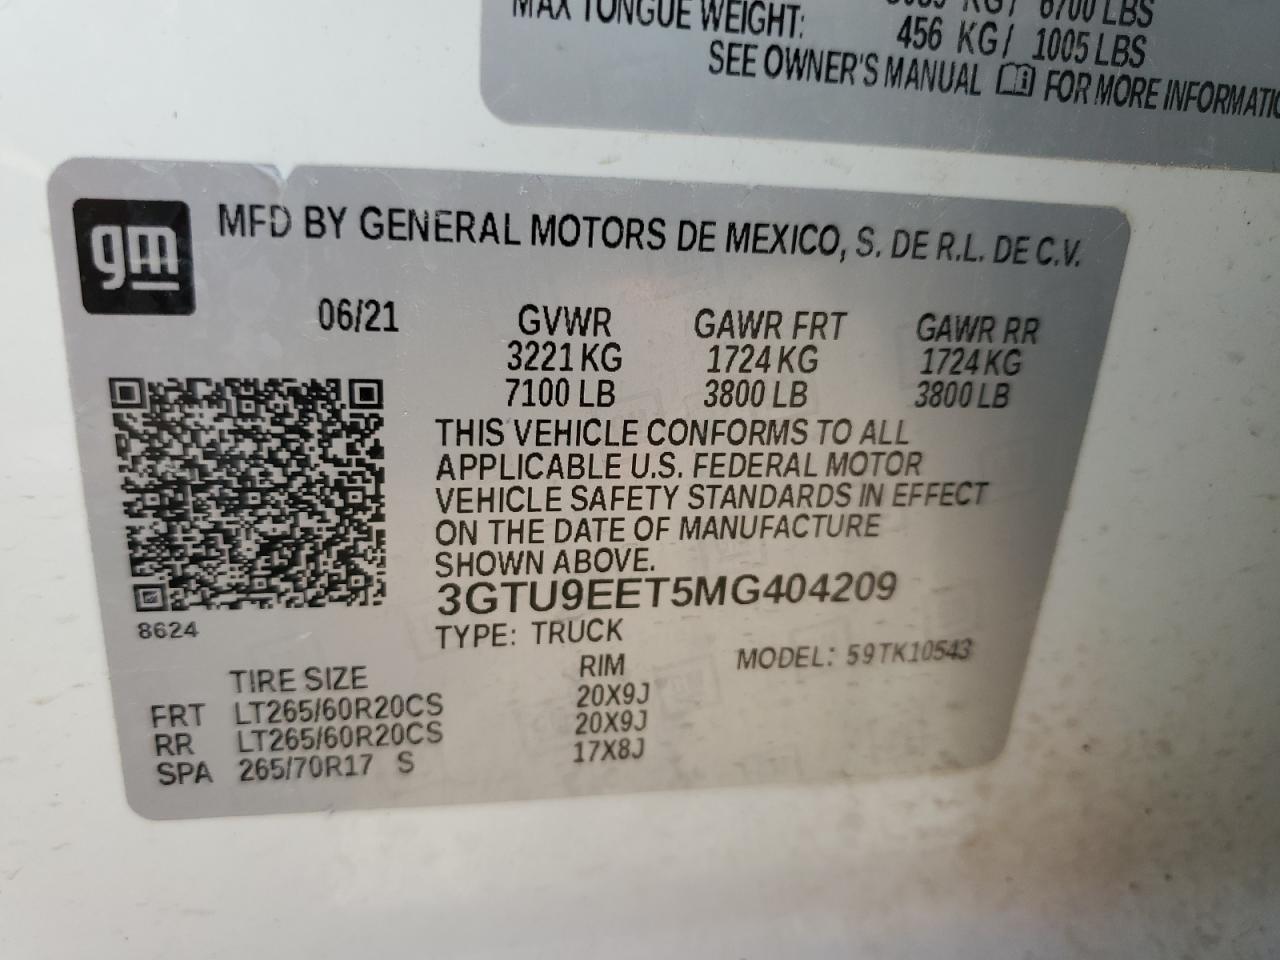 KG/ 6700 LBS
MAX TONGUE WEIGHT: 456 KG/ 1005 LBS
SEE OWNER'S MANUAL FOR MORE INFORMATIO
gm
MFD BY GENERAL MOTORS DE MEXICO, S. DE R.L. DE C.V.
06/21 GVWR GAWR FRT GAWR RR
3221 KG 1724 KG 1724 KG
7100 LB 3800 LB 3800 LB
THIS VEHICLE CONFORMS TO ALL
APPLICABLE U.S. FEDERAL MOTOR
VEHICLE SAFETY STANDARDS IN EFFECT
ON THE DATE OF MANUFACTURE
SHOWN ABOVE.
3GTU9EET5MG404209
8624
TYPE: TRUCK
MODEL: 59TK10543
TIRE SIZE RIM
FRT LT265/60R20CS 20X9J
RR LT265/60R20CS 20X9J
SPA 265/70R17 S 17X8J